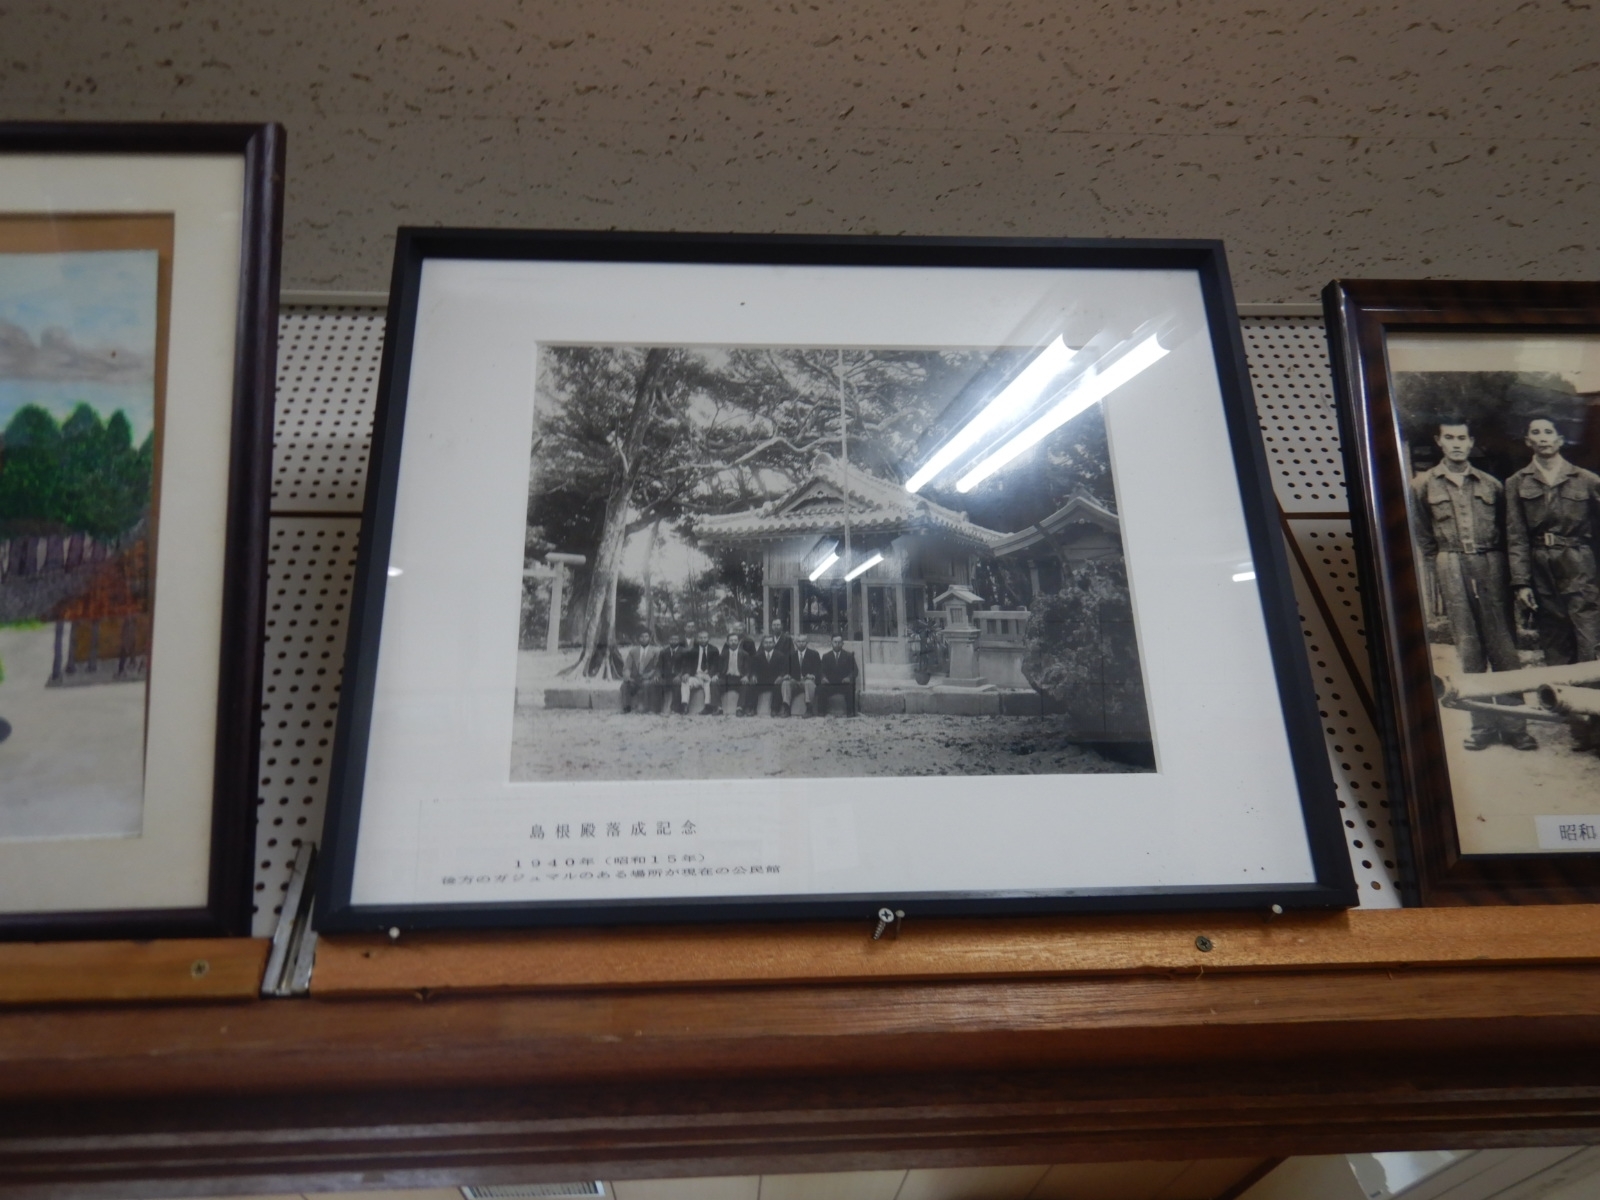 島根殿落成記念
1940年（昭和15年）
後方のガジュマルのある場所が現在の公民館
昭和